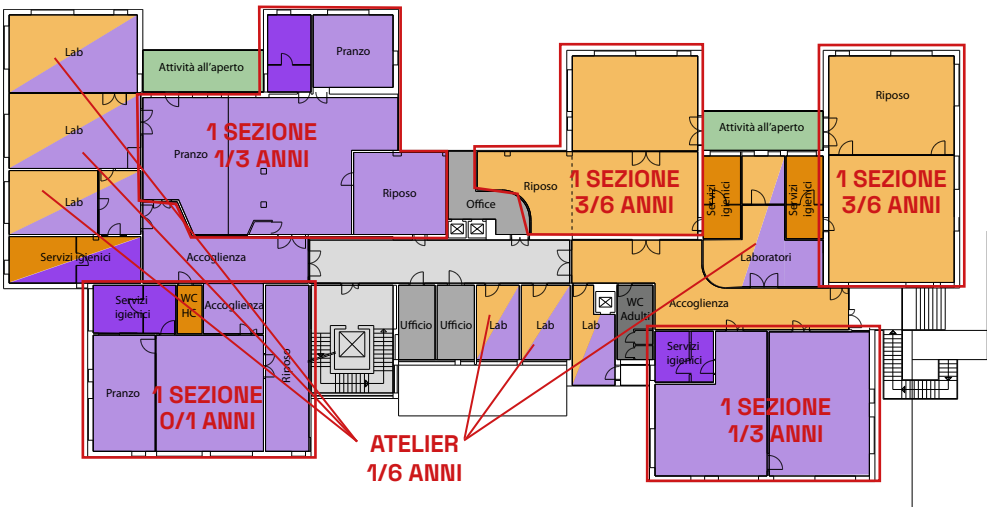 Lab
Attività all'aperto
Pranzo
Lab
Pranzo
1 SEZIONE
1/3 ANNI
Lab
Riposo
Servizi igienici
Accoglienza
Office
Riposo
1 SEZIONE
3/6 ANNI
Attività all'aperto
Servizi
igienici
Servizi
igienici
Laboratori
Riposo
1 SEZIONE
3/6 ANNI
Servizi
igienici
WC
HC
Accoglienza
Riposo
Pranzo
1 SEZIONE
0/1 ANNI
Ufficio
Ufficio
Lab
Lab
Lab
WC
Adulti
Accoglienza
Servizi
igienici
1 SEZIONE
1/3 ANNI
ATELIER
1/6 ANNI